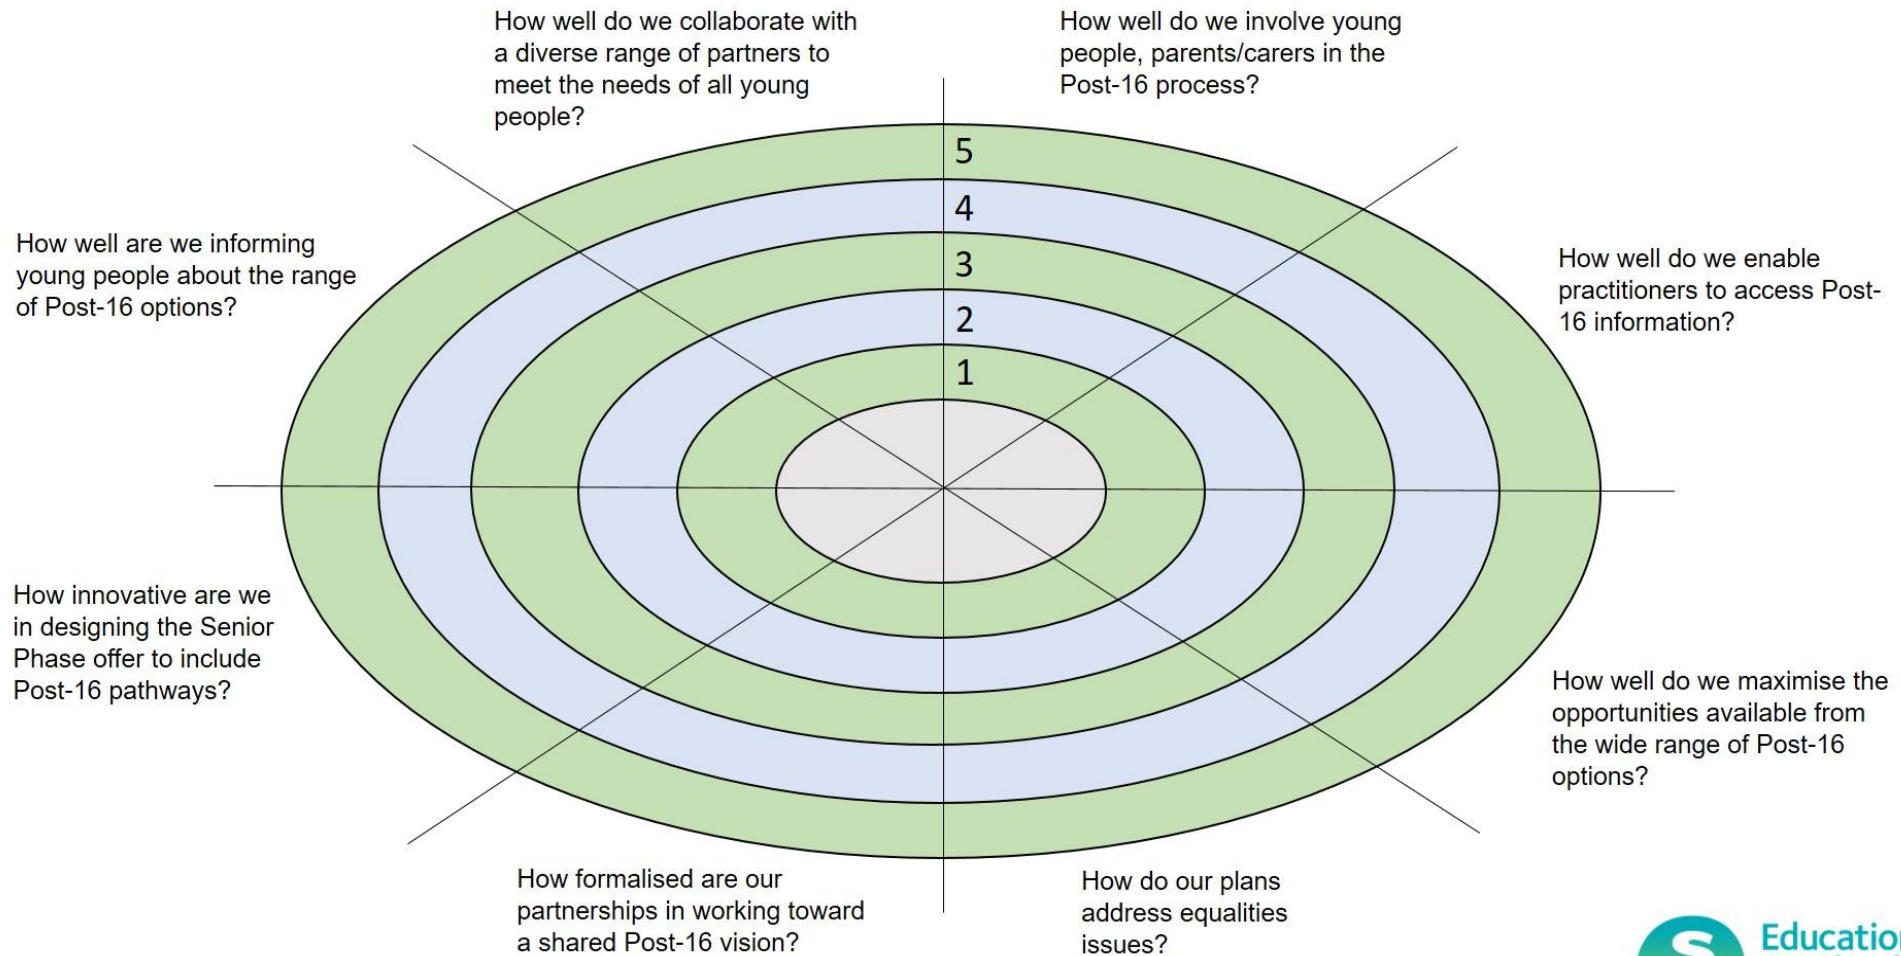 How well do we collaborate with
a diverse range of partners to
meet the needs of all young
people?
How well do we involve young
people, parents/carers in the
Post-16 process?
How well are we informing
young people about the range
of Post-16 options?
How well do we enable
practitioners to access Post-
16 information?
5
4
3
2
1
How innovative are we
in designing the Senior
Phase offer to include
Post-16 pathways?
How well do we maximise the
opportunities available from
the wide range of Post-16
options?
How formalised are our
partnerships in working toward
a shared Post-16 vision?
How do our plans
address equalities
issues?
Education